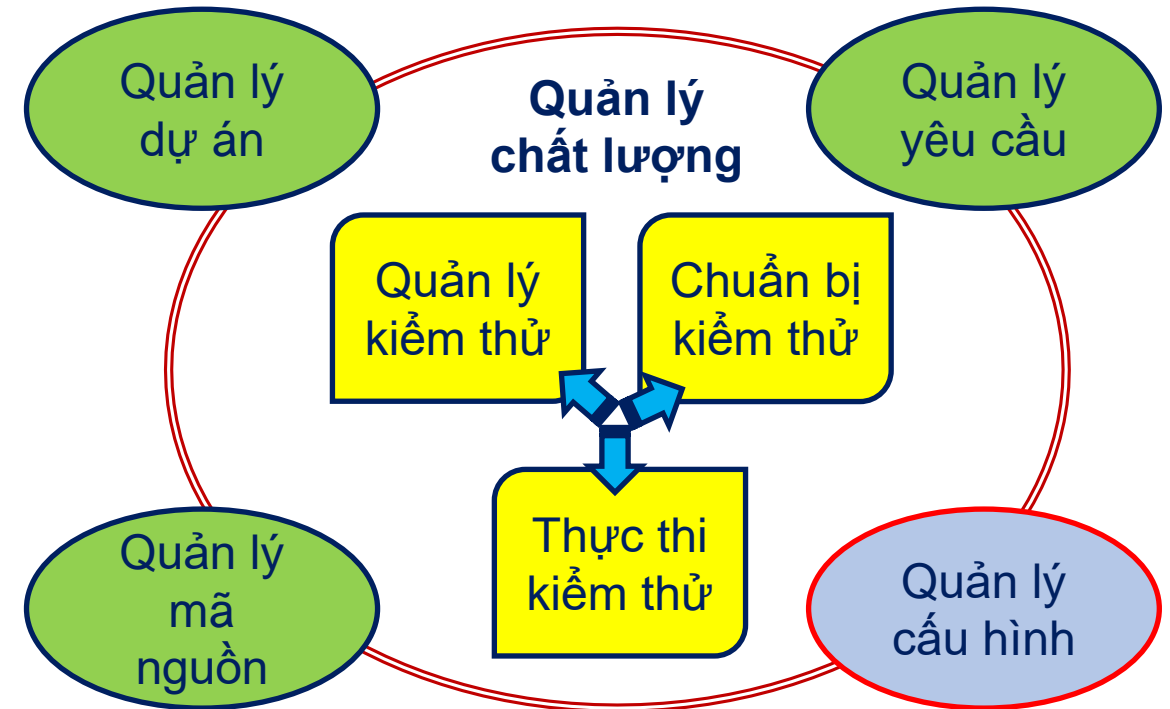 Quản lý
dự án
Quản lý
chất lượng
Quản lý
yêu cầu
Quản lý
kiểm thử
Chuẩn bị
kiểm thử
Thực thi
kiểm thử
Quản lý
mã
nguồn
Quản lý
cấu hình